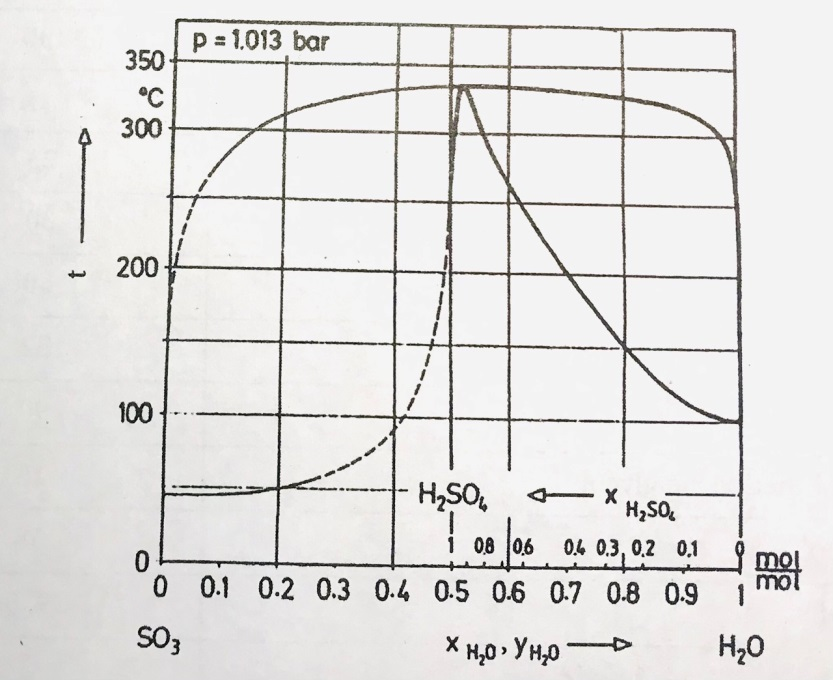 p = 1.013 bar
350
°C
300
200
t
100
0
H₂SO₄ x H₂SO₄
1 0.8 0.6 0.4 0.3 0.2 0.1 0
mol
mol
0 0.1 0.2 0.3 0.4 0.5 0.6 0.7 0.8 0.9 1
SO₃ x H₂O, y H₂O H₂O